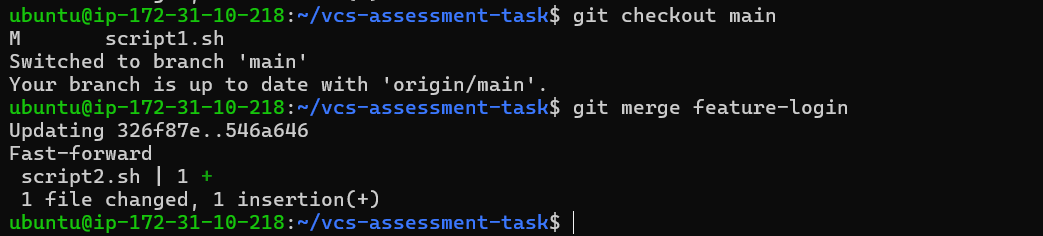 ubuntu@ip-172-31-10-218:~/vcs-assessment-task$ git checkout main
M       script1.sh
Switched to branch 'main'
Your branch is up to date with 'origin/main'.
ubuntu@ip-172-31-10-218:~/vcs-assessment-task$ git merge feature-login
Updating 326f87e..546a646
Fast-forward
 script2.sh | 1 +
 1 file changed, 1 insertion(+)
ubuntu@ip-172-31-10-218:~/vcs-assessment-task$